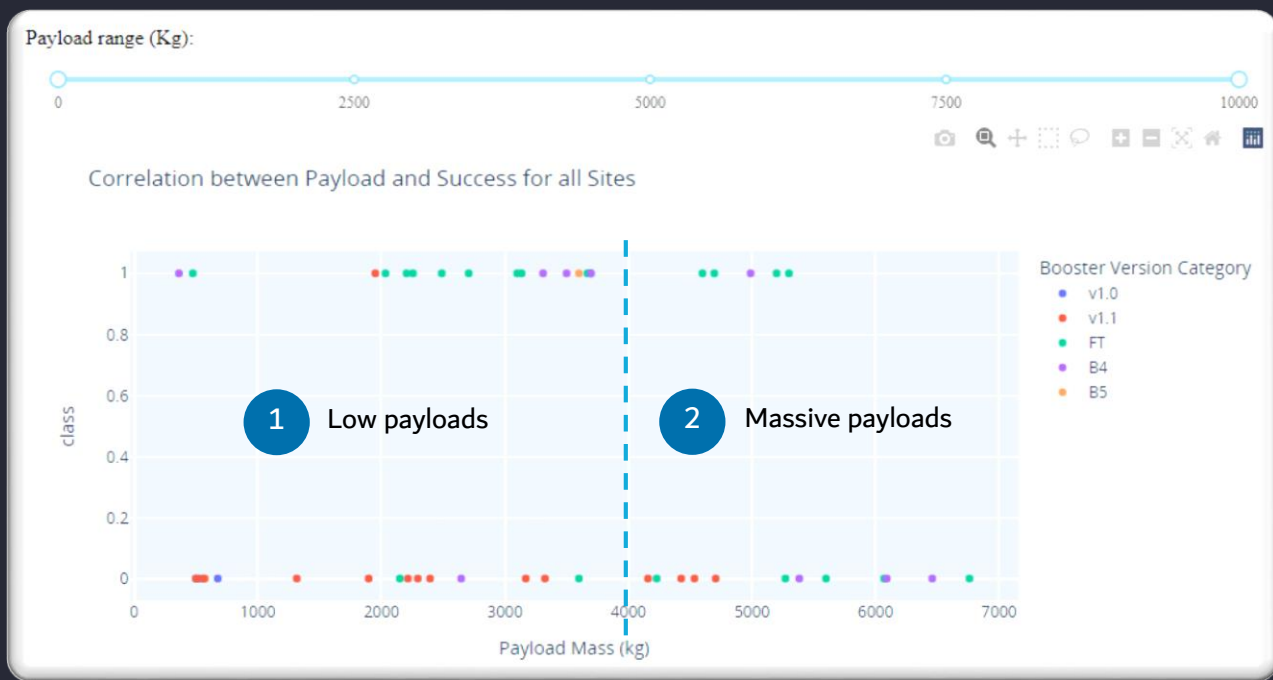 Payload range (Kg):
0 2500 5000 7500 10000
Correlation between Payload and Success for all Sites
Booster Version Category
v1.0
v1.1
FT
B4
B5
class
1
0.8
0.6
0.4
0.2
0
1 Low payloads
2 Massive payloads
0 1000 2000 3000 4000 5000 6000 7000
Payload Mass (kg)